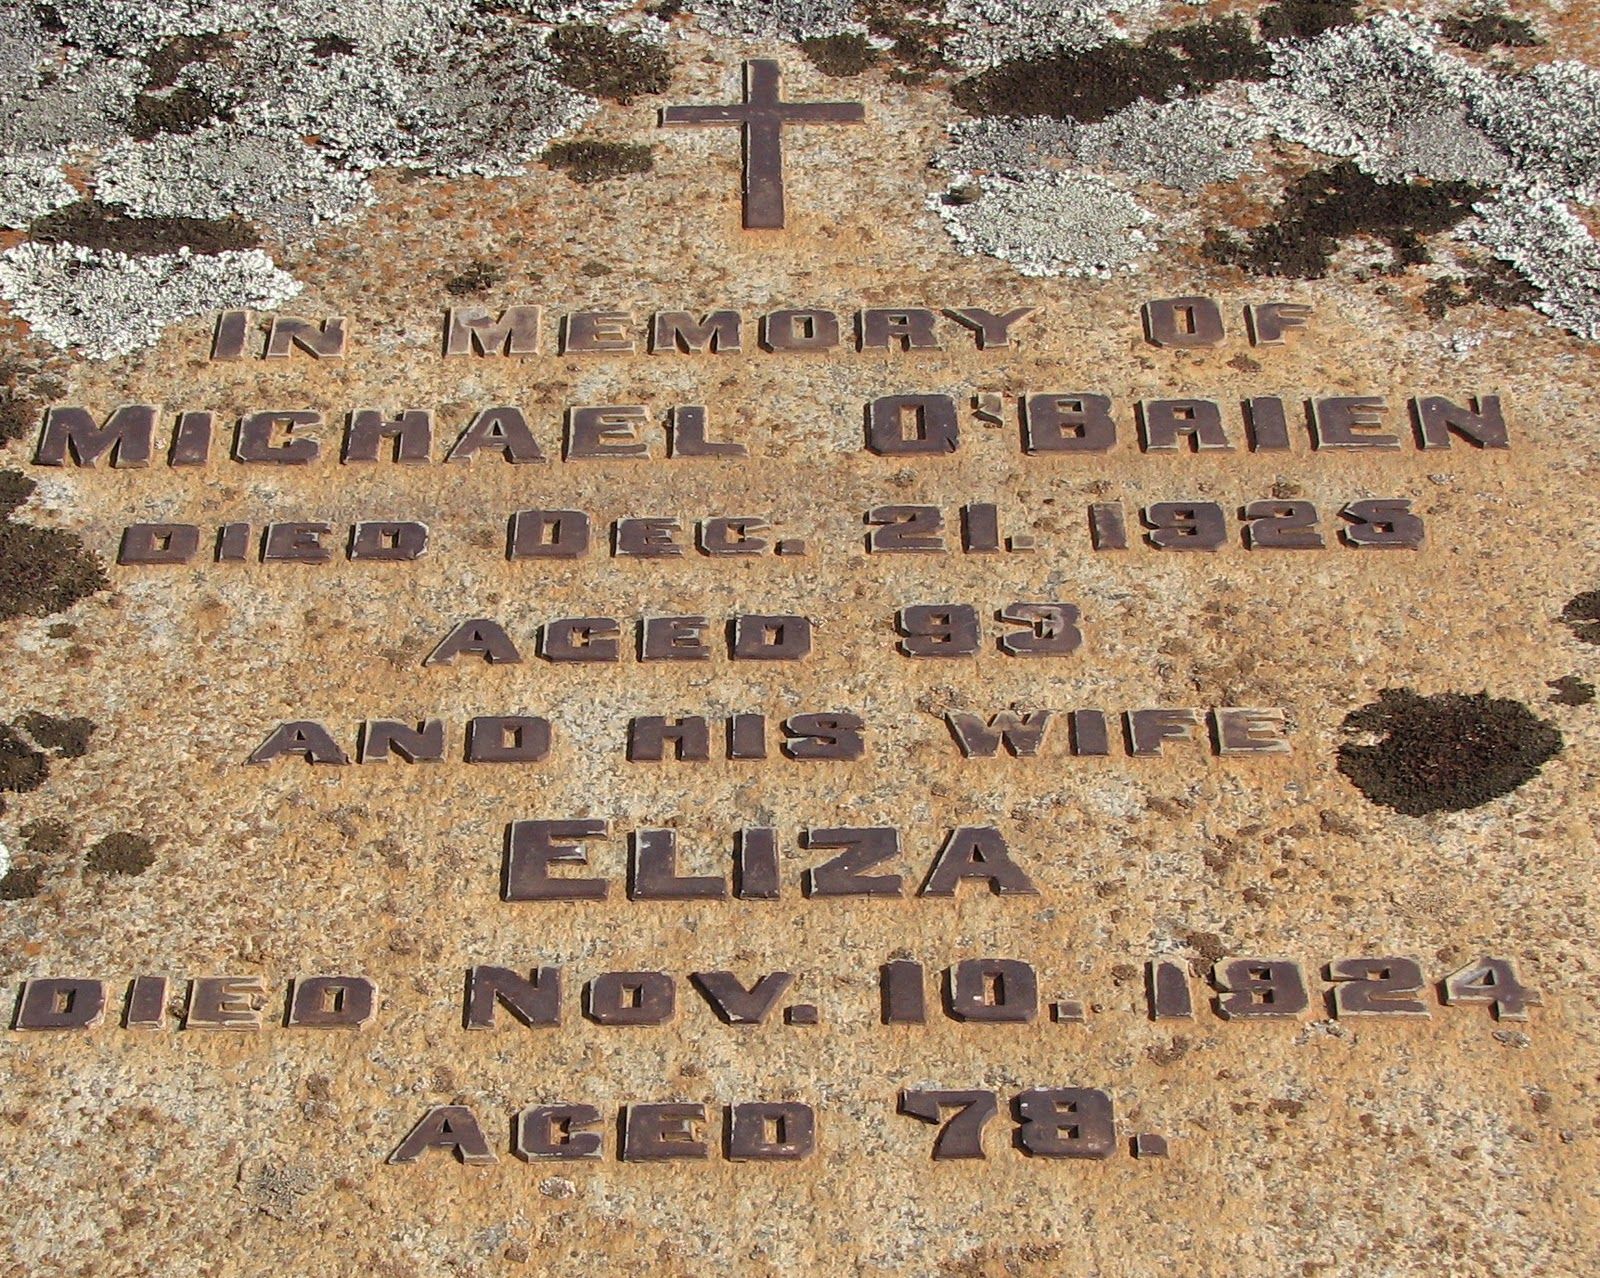 In Memory Of
Michael O'Brien
Died Dec. 21. 1925
Aged 93
And His Wife
Eliza
Died Nov. 10. 1924
Aged 78.